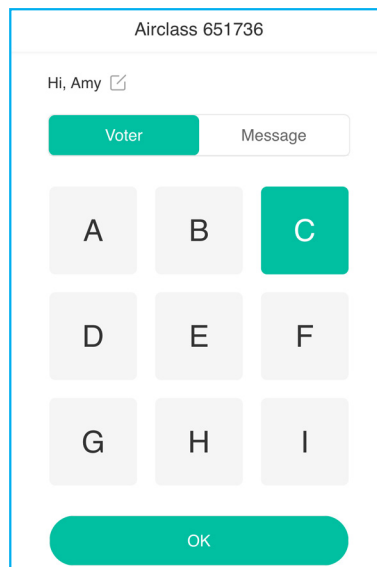 Airclass 651736
Hi, Amy
Voter Message
A B C
D E F
G H I
OK